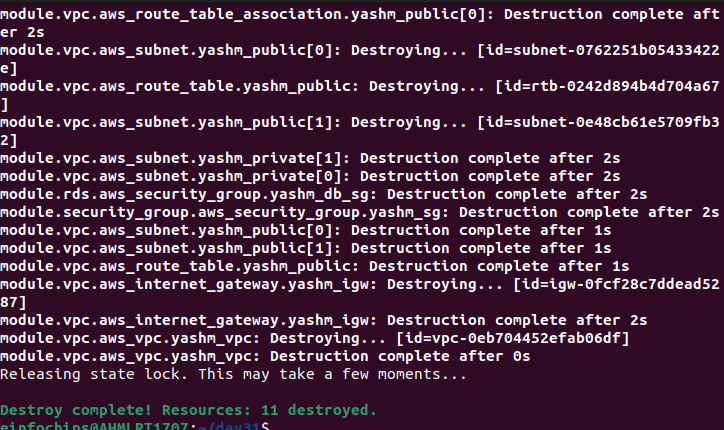 module.vpc.aws_route_table_association.yashm_public[0]: Destruction complete aft
er 2s
module.vpc.aws_subnet.yashm_public[0]: Destroying... [id=subnet-0762251b05433422
e]
module.vpc.aws_route_table.yashm_public: Destroying... [id=rtb-0242d894b4d704a67
]
module.vpc.aws_subnet.yashm_public[1]: Destroying... [id=subnet-0e48cb61e5709fb3
2]
module.vpc.aws_subnet.yashm_private[1]: Destruction complete after 2s
module.vpc.aws_subnet.yashm_private[0]: Destruction complete after 2s
module.rds.aws_security_group.yashm_db_sg: Destruction complete after 2s
module.security_group.aws_security_group.yashm_sg: Destruction complete after 2s
module.vpc.aws_subnet.yashm_public[0]: Destruction complete after 1s
module.vpc.aws_subnet.yashm_public[1]: Destruction complete after 1s
module.vpc.aws_route_table.yashm_public: Destruction complete after 1s
module.vpc.aws_internet_gateway.yashm_igw: Destroying... [id=igw-0fcf28c7ddead52
87]
module.vpc.aws_internet_gateway.yashm_igw: Destruction complete after 2s
module.vpc.aws_vpc.yashm_vpc: Destroying... [id=vpc-0eb704452efab06df]
module.vpc.aws_vpc.yashm_vpc: Destruction complete after 0s
Releasing state lock. This may take a few moments...
Destroy complete! Resources: 11 destroyed.
einfochips@AHMLPT1707:~/day31$